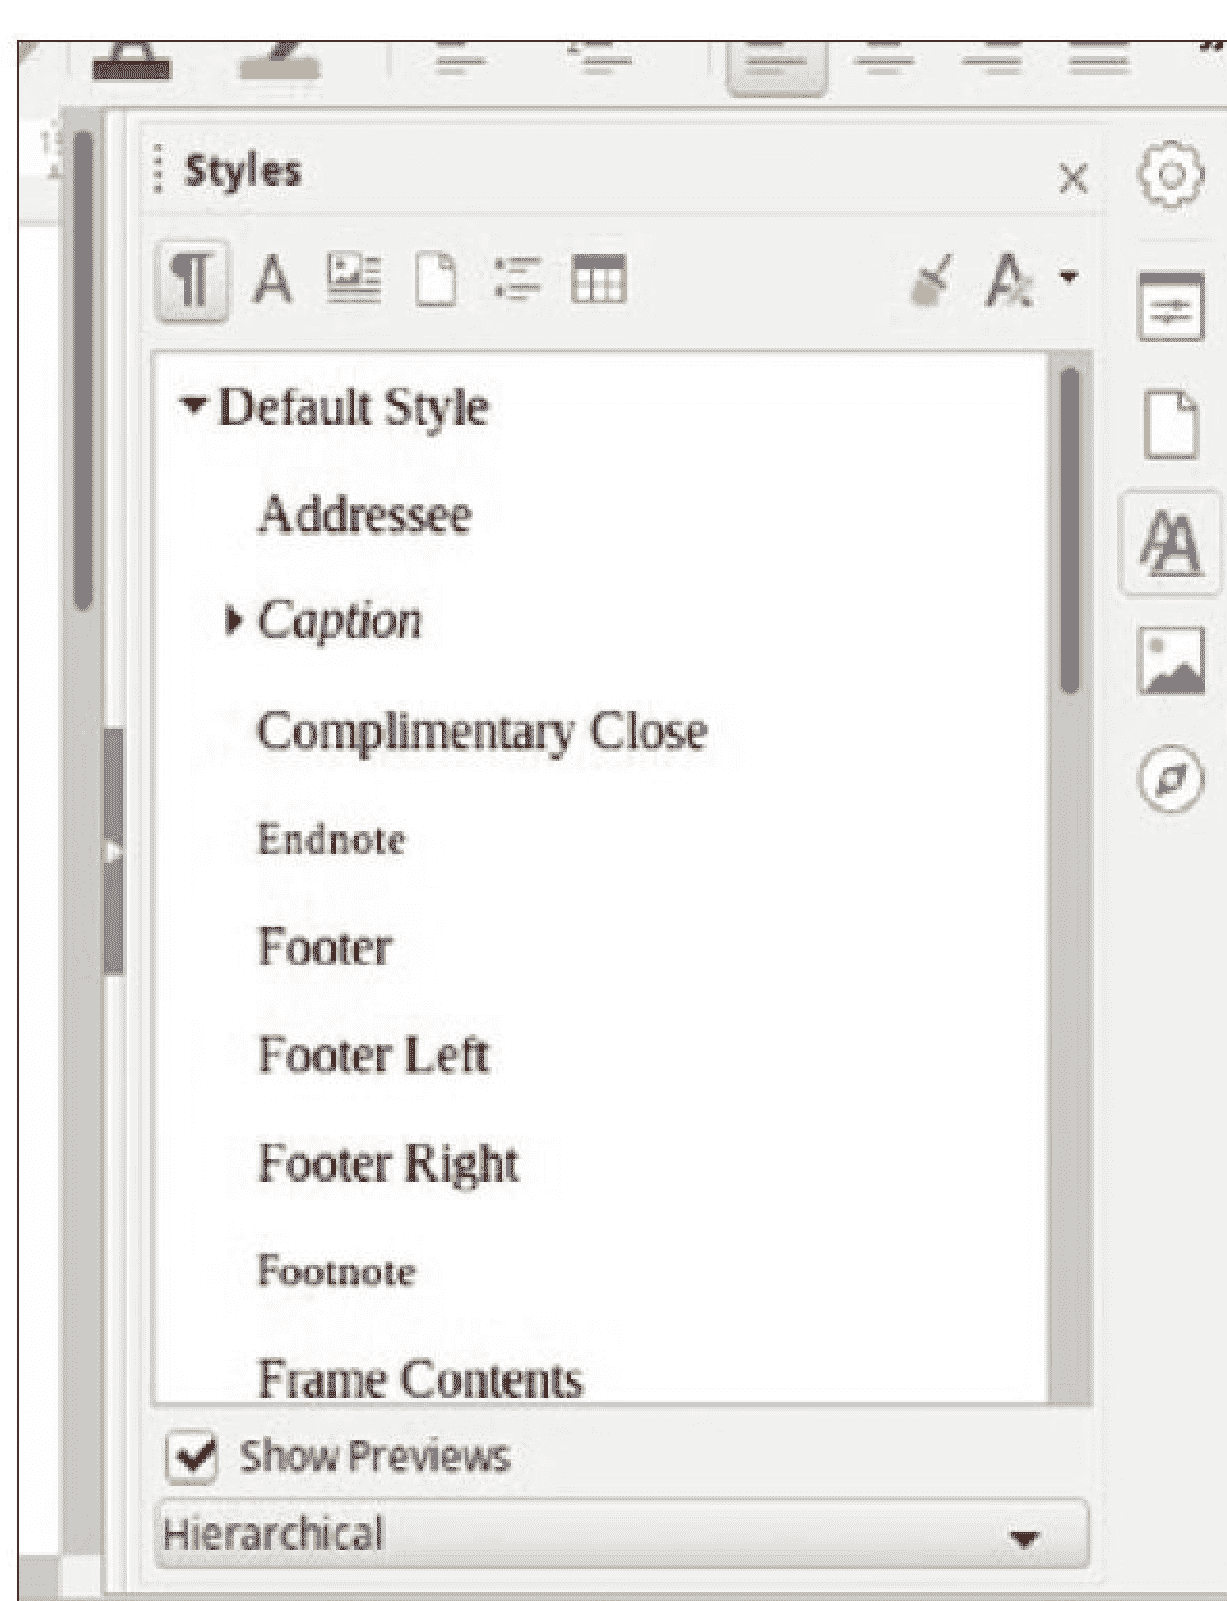 Styles
Default Style
Addressee
Caption
Complimentary Close
Endnote
Footer
Footer Left
Footer Right
Footnote
Frame Contents
Show Previews
Hierarchical